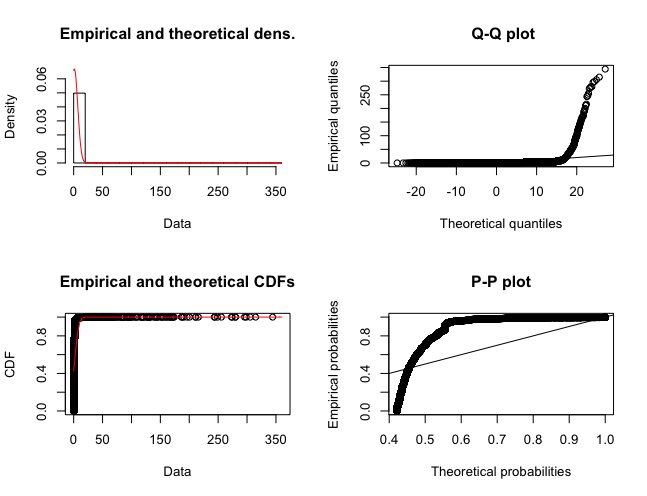 Empirical and theoretical dens.
Density
0.00 0.03 0.06
0 50 150 250 350
Data
Q-Q plot
Empirical quantiles
0 100 250
-20 -10 0 10 20
Theoretical quantiles
Empirical and theoretical CDFs
CDF
0.0 0.4 0.8
0 50 150 250 350
Data
P-P plot
Empirical probabilities
0.0 0.4 0.8
0.4 0.5 0.6 0.7 0.8 0.9 1.0
Theoretical probabilities